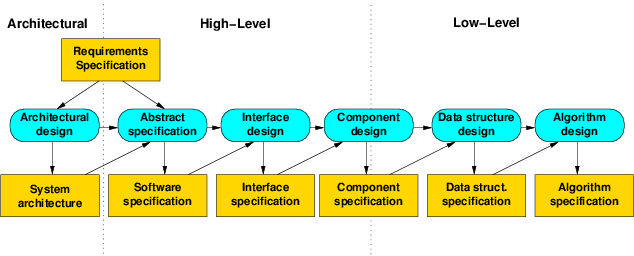 Architectural
High−Level
Low−Level
Requirements
Specification
Architectural
design
Abstract
specification
Interface
design
Component
design
Data structure
design
Algorithm
design
System
architecture
Software
specification
Interface
specification
Component
specification
Data struct.
specification
Algorithm
specification